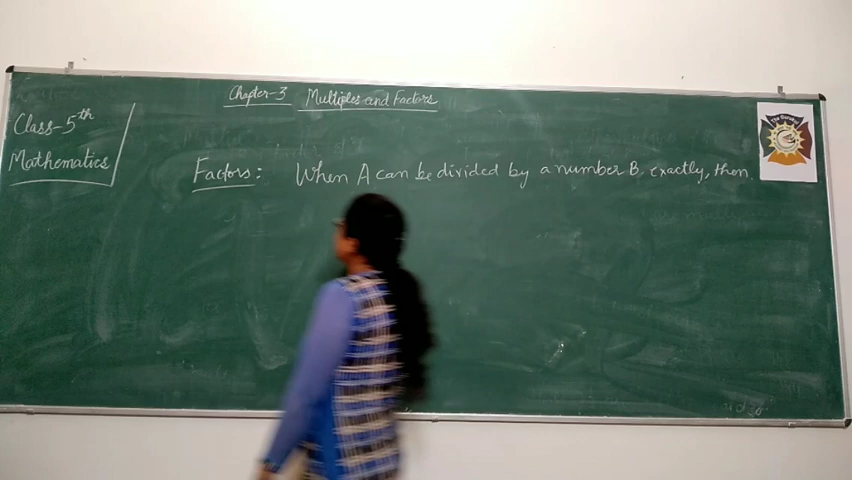 Chapter-3 Multiples and Factors
Class-5th
Mathematics
Factors: When A can be divided by a number B, exactly, then